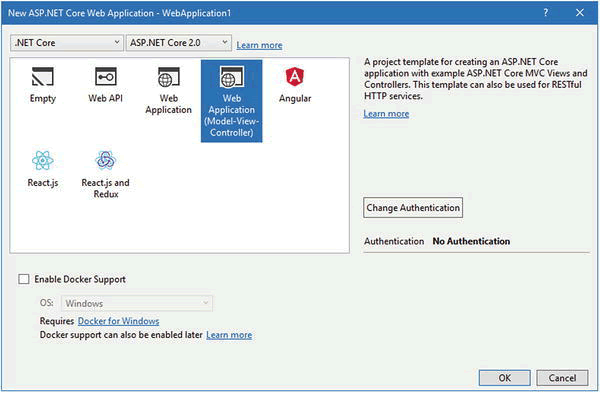 New ASP.NET Core Web Application - WebApplication1
? ×
.NET Core
ASP.NET Core 2.0
Learn more
Empty
Web API
Web
Application
Web
Application
(Model-View-
Controller)
Angular
React.js
React.js and
Redux
A project template for creating an ASP.NET Core
application with example ASP.NET Core MVC Views and
Controllers. This template can also be used for RESTful
HTTP services.
Learn more
Change Authentication
Authentication No Authentication
Enable Docker Support
OS: Windows
Requires Docker for Windows
Docker support can also be enabled later Learn more
OK
Cancel